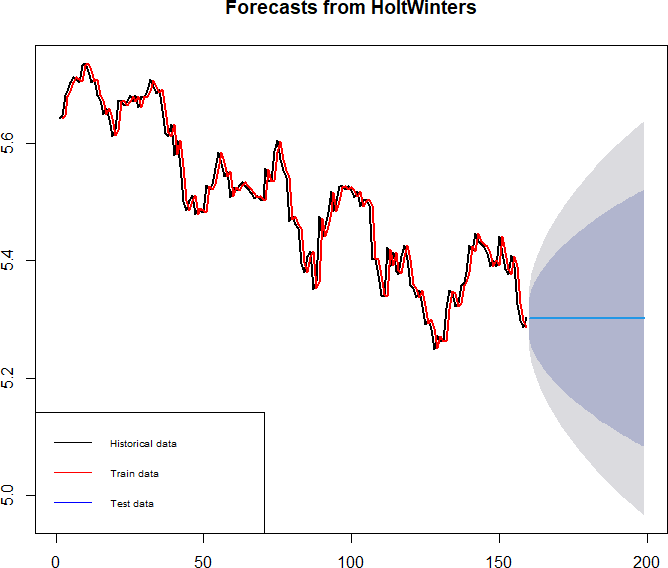 Forecasts from HoltWinters
5.6
5.4
5.2
5.0
Historical data
Train data
Test data
0 50 100 150 200